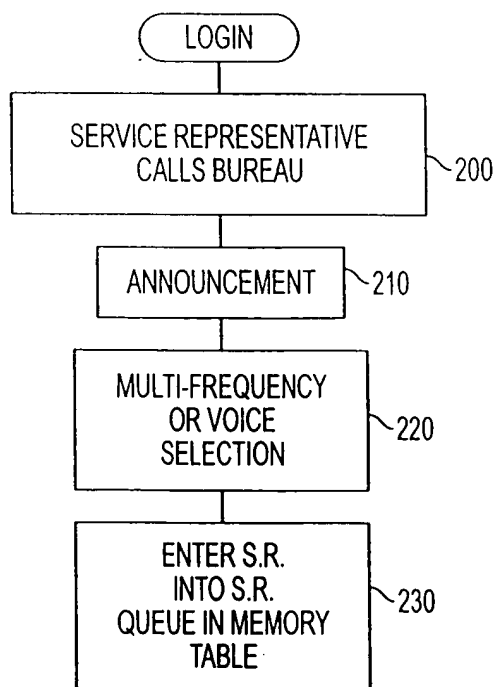 LOGIN
SERVICE REPRESENTATIVE
CALLS BUREAU
200
ANNOUNCEMENT
210
MULTI-FREQUENCY
OR VOICE
SELECTION
220
ENTER S.R.
INTO S.R.
QUEUE IN MEMORY
TABLE
230